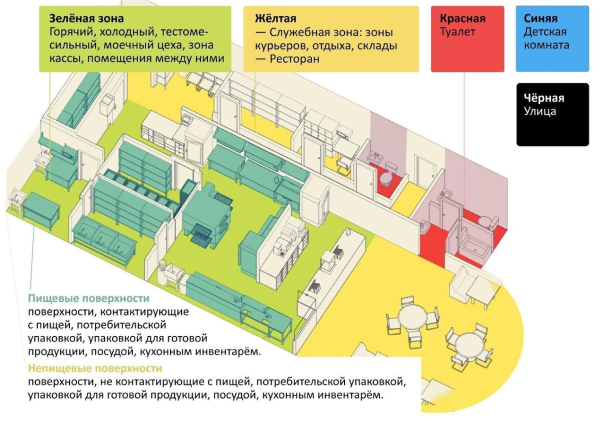 Зелёная зона
Горячий, холодный, тестоме-
сильный, моечный цеха, зона
кассы, помещения между ними
Жёлтая
— Служебная зона: зоны
курьеров, отдыха, склады
— Ресторан
Красная
Туалет
Синяя
Детская
комната
Чёрная
Улица
Пищевые поверхности
поверхности, контактирующие
с пищей, потребительской
упаковкой, упаковкой для готовой
продукции, посудой, кухонным инвентарём.
Непищевые поверхности
поверхности, не контактирующие с пищей, потребительской упаковкой,
упаковкой для готовой продукции, посудой, кухонным инвентарём.